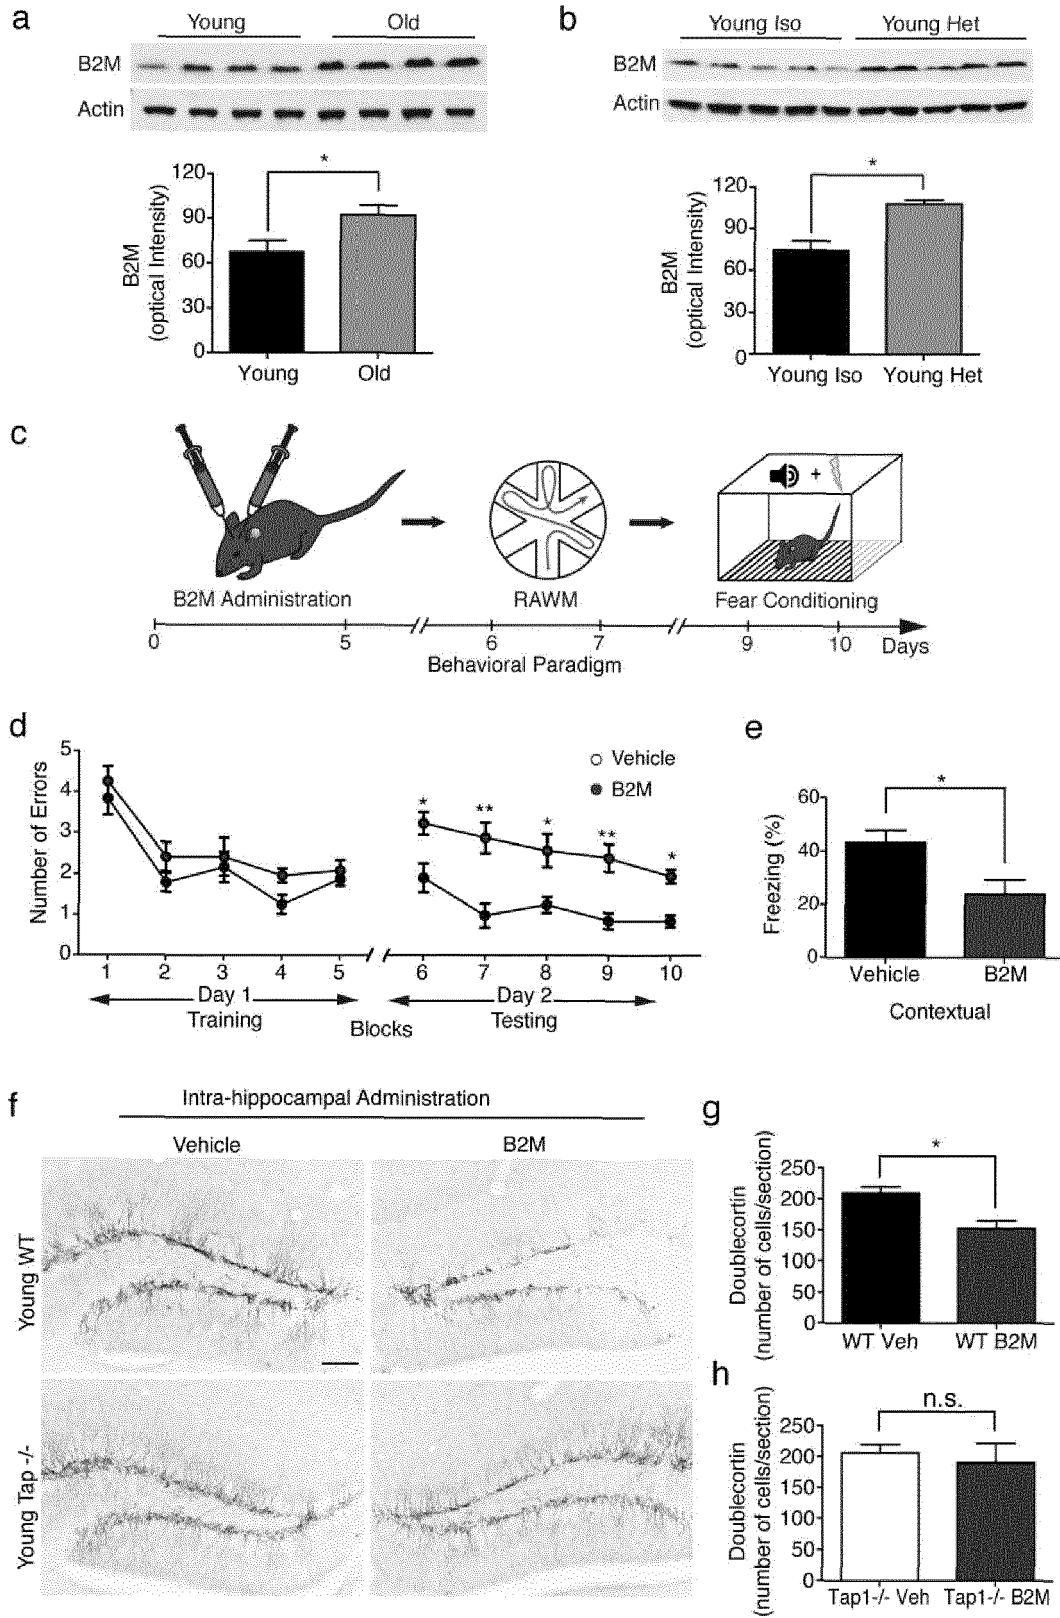 a
Young Old
B2M
Actin
*
B2M
(optical Intensity)
120
90
60
30
0
Young Old
b
Young Iso Young Het
B2M
Actin
*
B2M
(optical Intensity)
120
90
60
30
0
Young Iso Young Het
c
+
B2M Administration RAWM Fear Conditioning
0 5 6 7 9 10 Days
Behavioral Paradigm
d
Number of Errors
5
4
3
2
1
0
Vehicle
B2M
* ** * ** *
1 2 3 4 5 6 7 8 9 10
Day 1 Day 2
Training Blocks Testing
e
*
Freezing (%)
60
40
20
0
Vehicle B2M
Contextual
f
Intra-hippocampal Administration
Vehicle B2M
Young WT
Young Tap -/-
g
*
Doublecortin
(number of cells/section)
250
200
150
100
50
0
WT Veh WT B2M
h
n.s.
Doublecortin
(number of cells/section)
250
200
150
100
50
0
Tap1-/- Veh Tap1-/- B2M